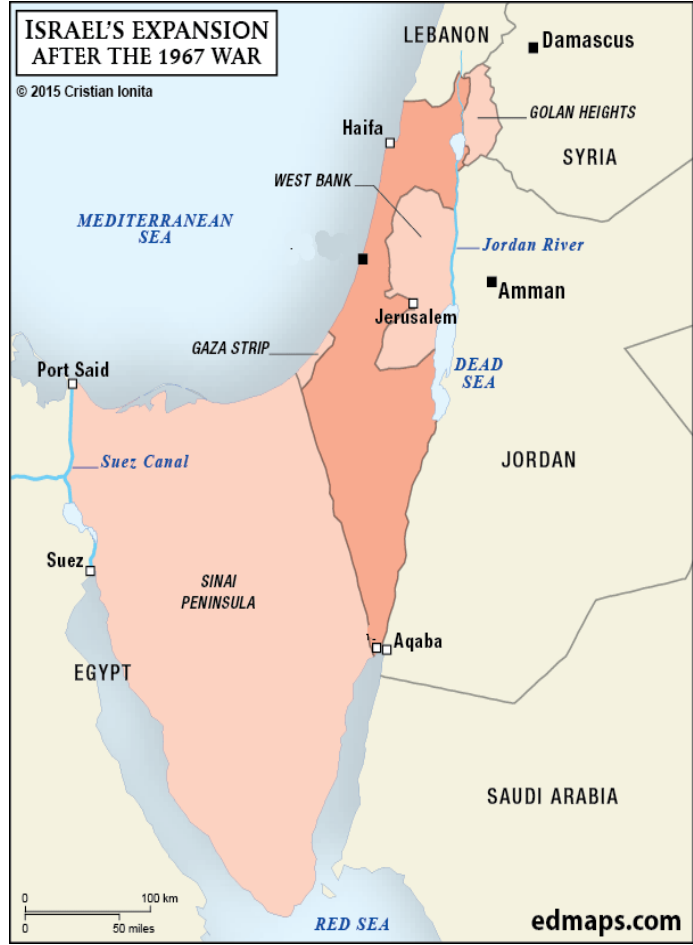 ISRAEL'S EXPANSION
AFTER THE 1967 WAR
© 2015 Cristian Ionita
LEBANON
Damascus
GOLAN HEIGHTS
Haifa
SYRIA
WEST BANK
MEDITERRANEAN
SEA
Jordan River
Amman
Jerusalem
GAZA STRIP
DEAD
SEA
Port Said
Suez Canal
JORDAN
Suez
SINAI
PENINSULA
Aqaba
EGYPT
SAUDI ARABIA
0
100 km
0
50 miles
RED SEA
edmaps.com